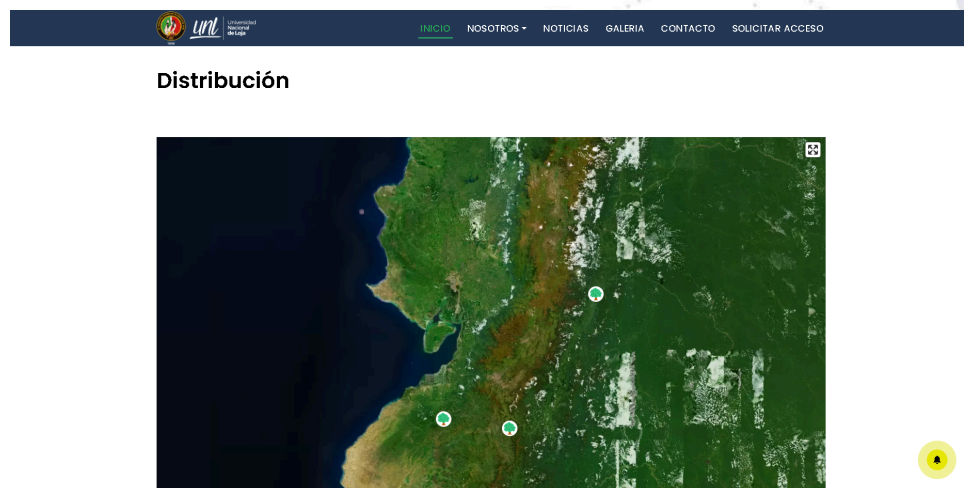 unl Universidad
Nacional
de Loja
INICIO NOSOTROS NOTICIAS GALERIA CONTACTO SOLICITAR ACCESO
Distribución